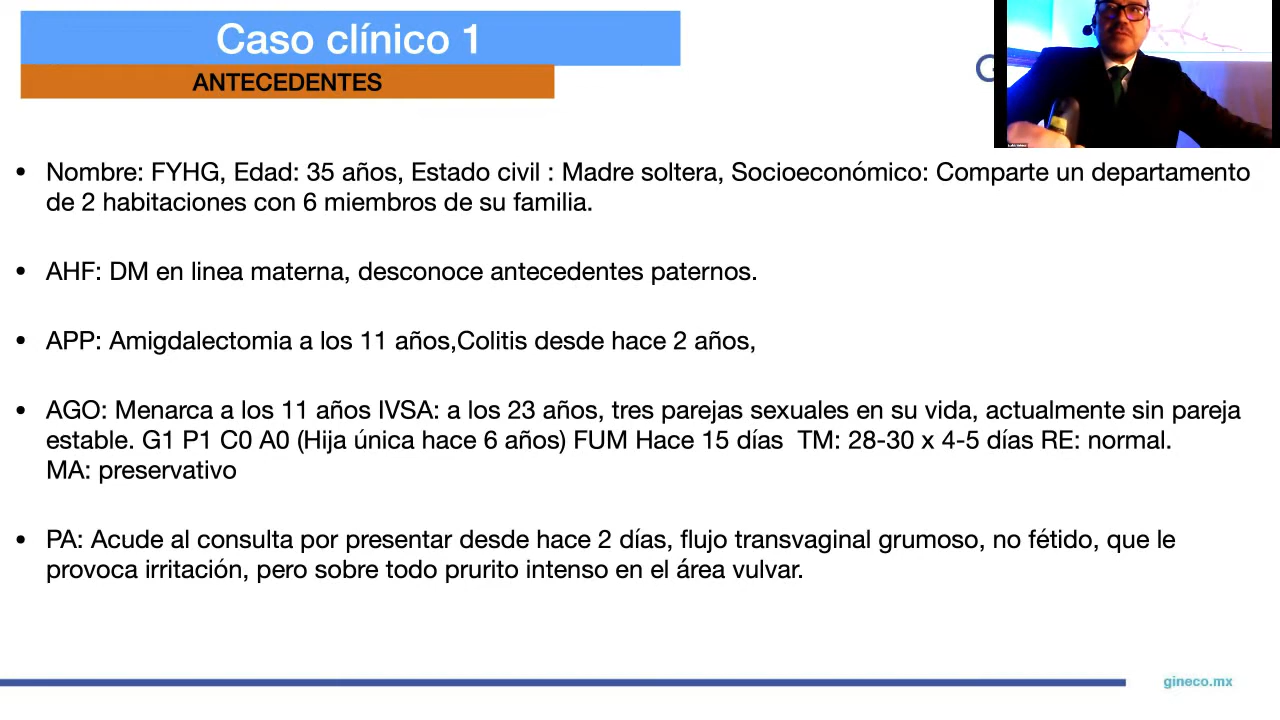 Caso clínico 1
ANTECEDENTES
G
• Nombre: FYHG, Edad: 35 años, Estado civil : Madre soltera, Socioeconómico: Comparte un departamento
de 2 habitaciones con 6 miembros de su familia.
• AHF: DM en linea materna, desconoce antecedentes paternos.
• APP: Amigdalectomia a los 11 años,Colitis desde hace 2 años,
• AGO: Menarca a los 11 años IVSA: a los 23 años, tres parejas sexuales en su vida, actualmente sin pareja
estable. G1 P1 C0 A0 (Hija única hace 6 años) FUM Hace 15 días TM: 28-30 x 4-5 días RE: normal.
MA: preservativo
• PA: Acude al consulta por presentar desde hace 2 días, flujo transvaginal grumoso, no fétido, que le
provoca irritación, pero sobre todo prurito intenso en el área vulvar.
gineco.mx